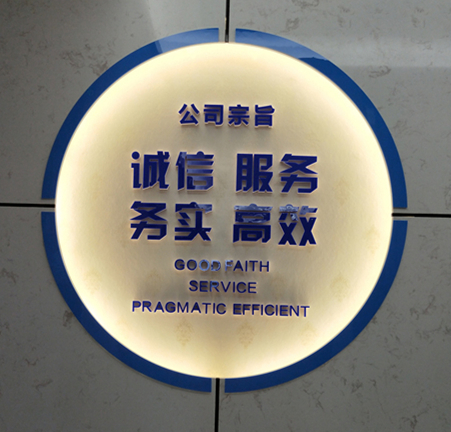 公司宗旨
诚信 服务
务实 高效
GOOD FAITH
SERVICE
PRAGMATIC EFFICIENT